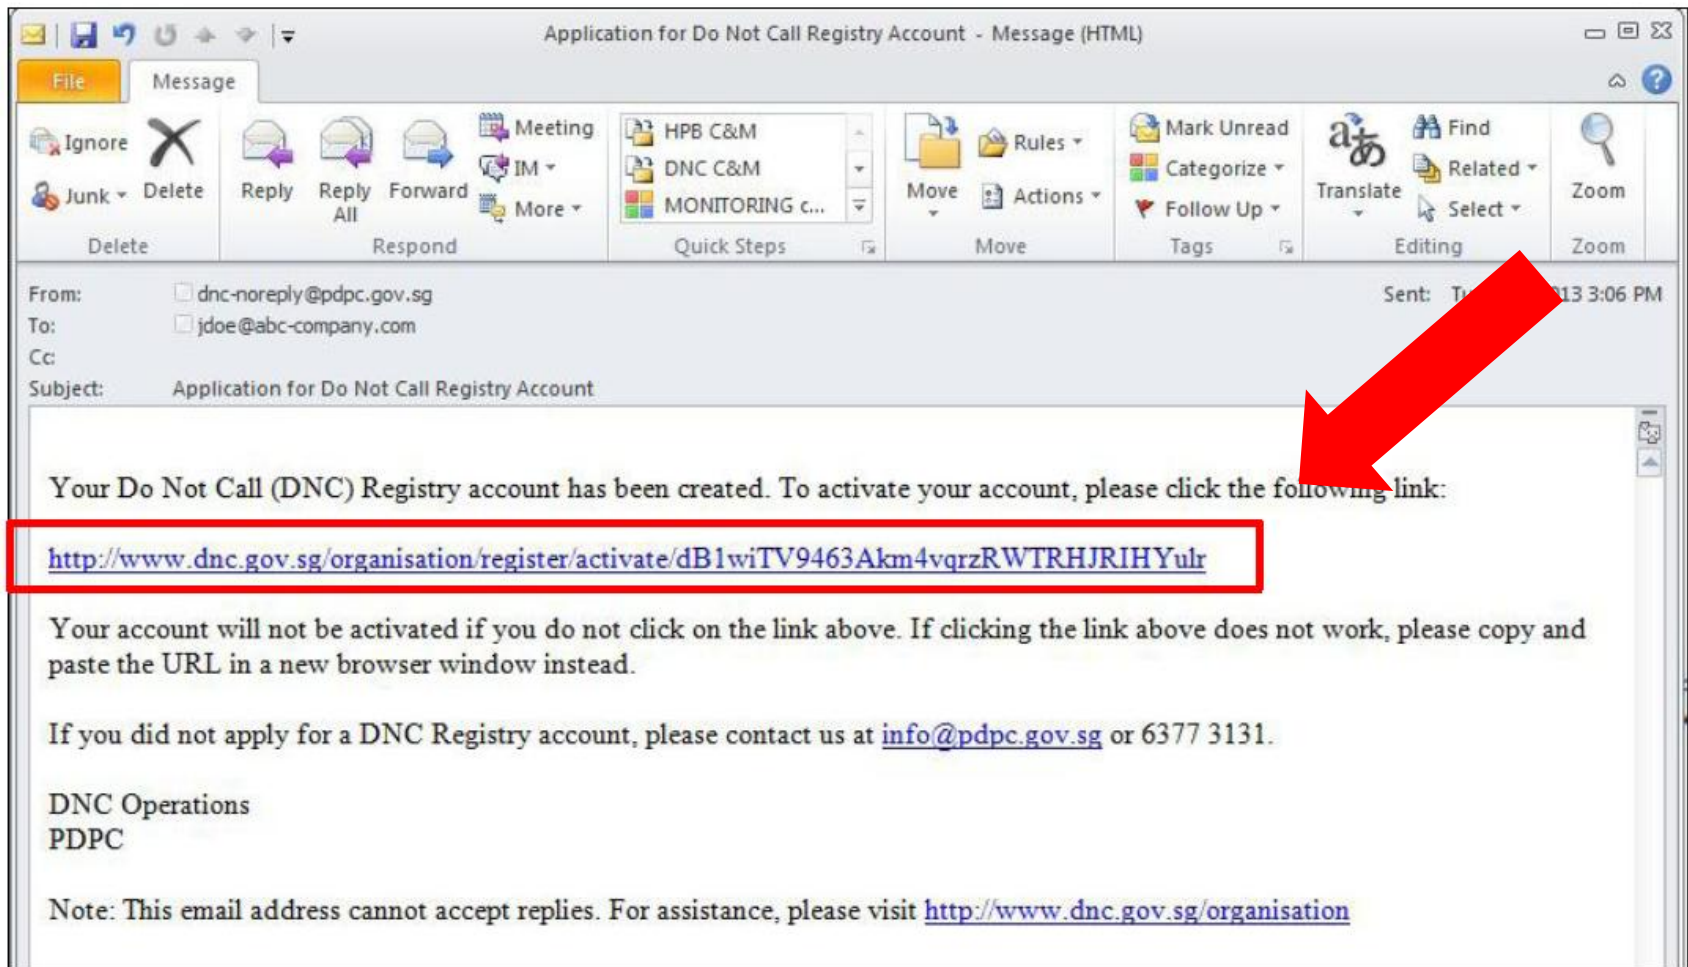 Application for Do Not Call Registry Account - Message (HTML)
File Message
Ignore
Junk
Delete
Reply
Reply All
Forward
Meeting
IM
More
HPB C&M
DNC C&M
MONITORING c...
Move
Rules
Actions
Mark Unread
Categorize
Follow Up
Translate
Find
Related
Select
Zoom
Delete Respond Quick Steps Move Tags Editing Zoom
From: dnc-noreply@pdpc.gov.sg Sent: 3:06 PM
To: jdoe@abc-company.com
Cc:
Subject: Application for Do Not Call Registry Account
Your Do Not Call (DNC) Registry account has been created. To activate your account, please click the following link:
http://www.dnc.gov.sg/organisation/register/activate/dB1wiTV9463Akm4vqrzRWTRHJRIHYulr
Your account will not be activated if you do not click on the link above. If clicking the link above does not work, please copy and
paste the URL in a new browser window instead.
If you did not apply for a DNC Registry account, please contact us at info@pdpc.gov.sg or 6377 3131.
DNC Operations
PDPC
Note: This email address cannot accept replies. For assistance, please visit http://www.dnc.gov.sg/organisation